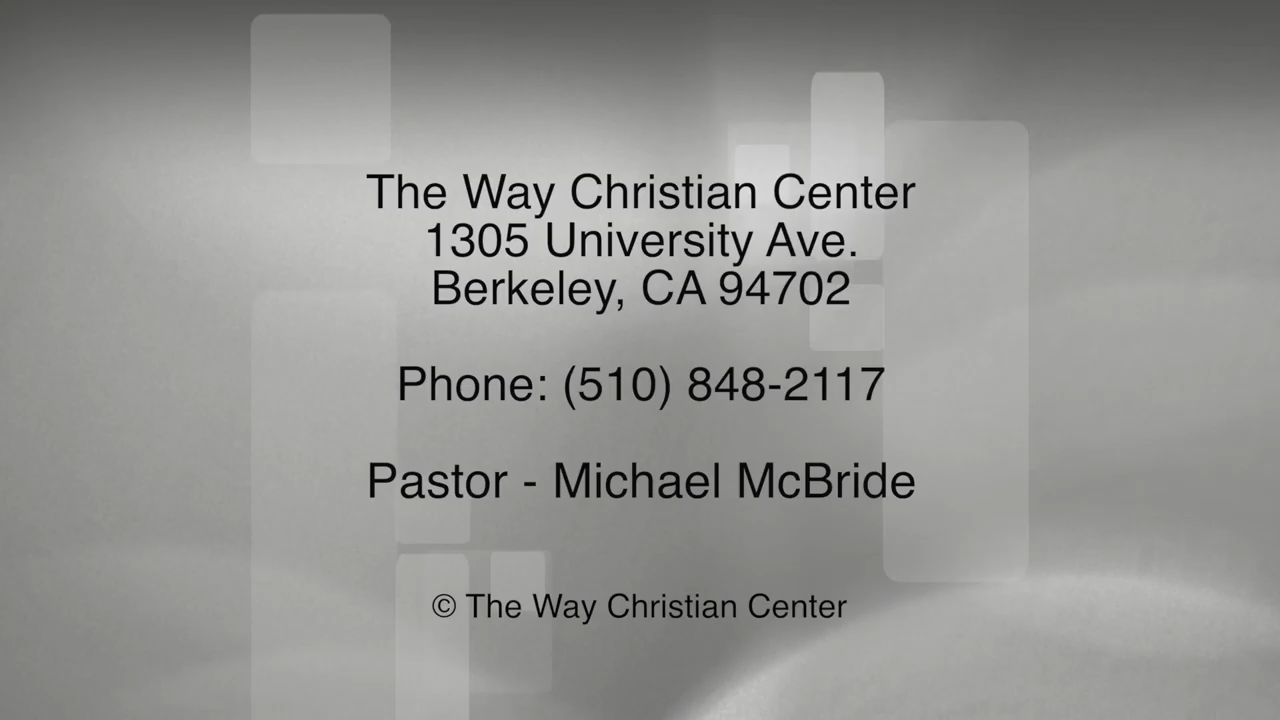 The Way Christian Center
1305 University Ave.
Berkeley, CA 94702
Phone: (510) 848-2117
Pastor - Michael McBride
© The Way Christian Center